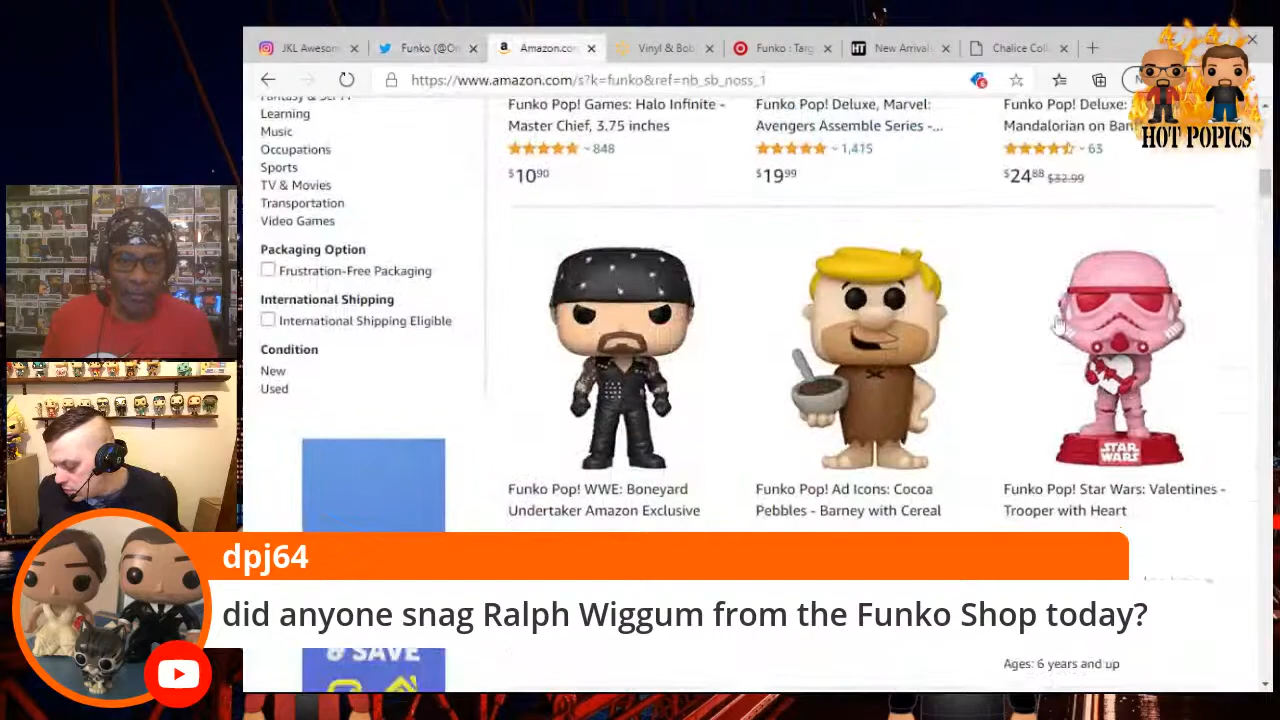 JKL Awesom
Funko (@Or
Amazon.com
Vinyl & Bob
Funko : Targ
New Arrival
Chalice Coll
https://www.amazon.com/s?k=funko&ref=nb_sb_noss_1
HOT POPICS
Learning
Music
Occupations
Sports
TV & Movies
Transportation
Video Games
Packaging Option
Frustration-Free Packaging
International Shipping
International Shipping Eligible
Condition
New
Used
Funko Pop! Games: Halo Infinite -
Master Chief, 3.75 inches
848
$10.90
Funko Pop! Deluxe, Marvel:
Avengers Assemble Series -...
1,415
$19.99
Funko Pop! Deluxe:
Mandalorian on Ban
63
$24.88 $32.99
STAR
WARS
Funko Pop! WWE: Boneyard
Undertaker Amazon Exclusive
Funko Pop! Ad Icons: Cocoa
Pebbles - Barney with Cereal
Funko Pop! Star Wars: Valentines -
Trooper with Heart
dpj64
did anyone snag Ralph Wiggum from the Funko Shop today?
& SAVE
Ages: 6 years and up